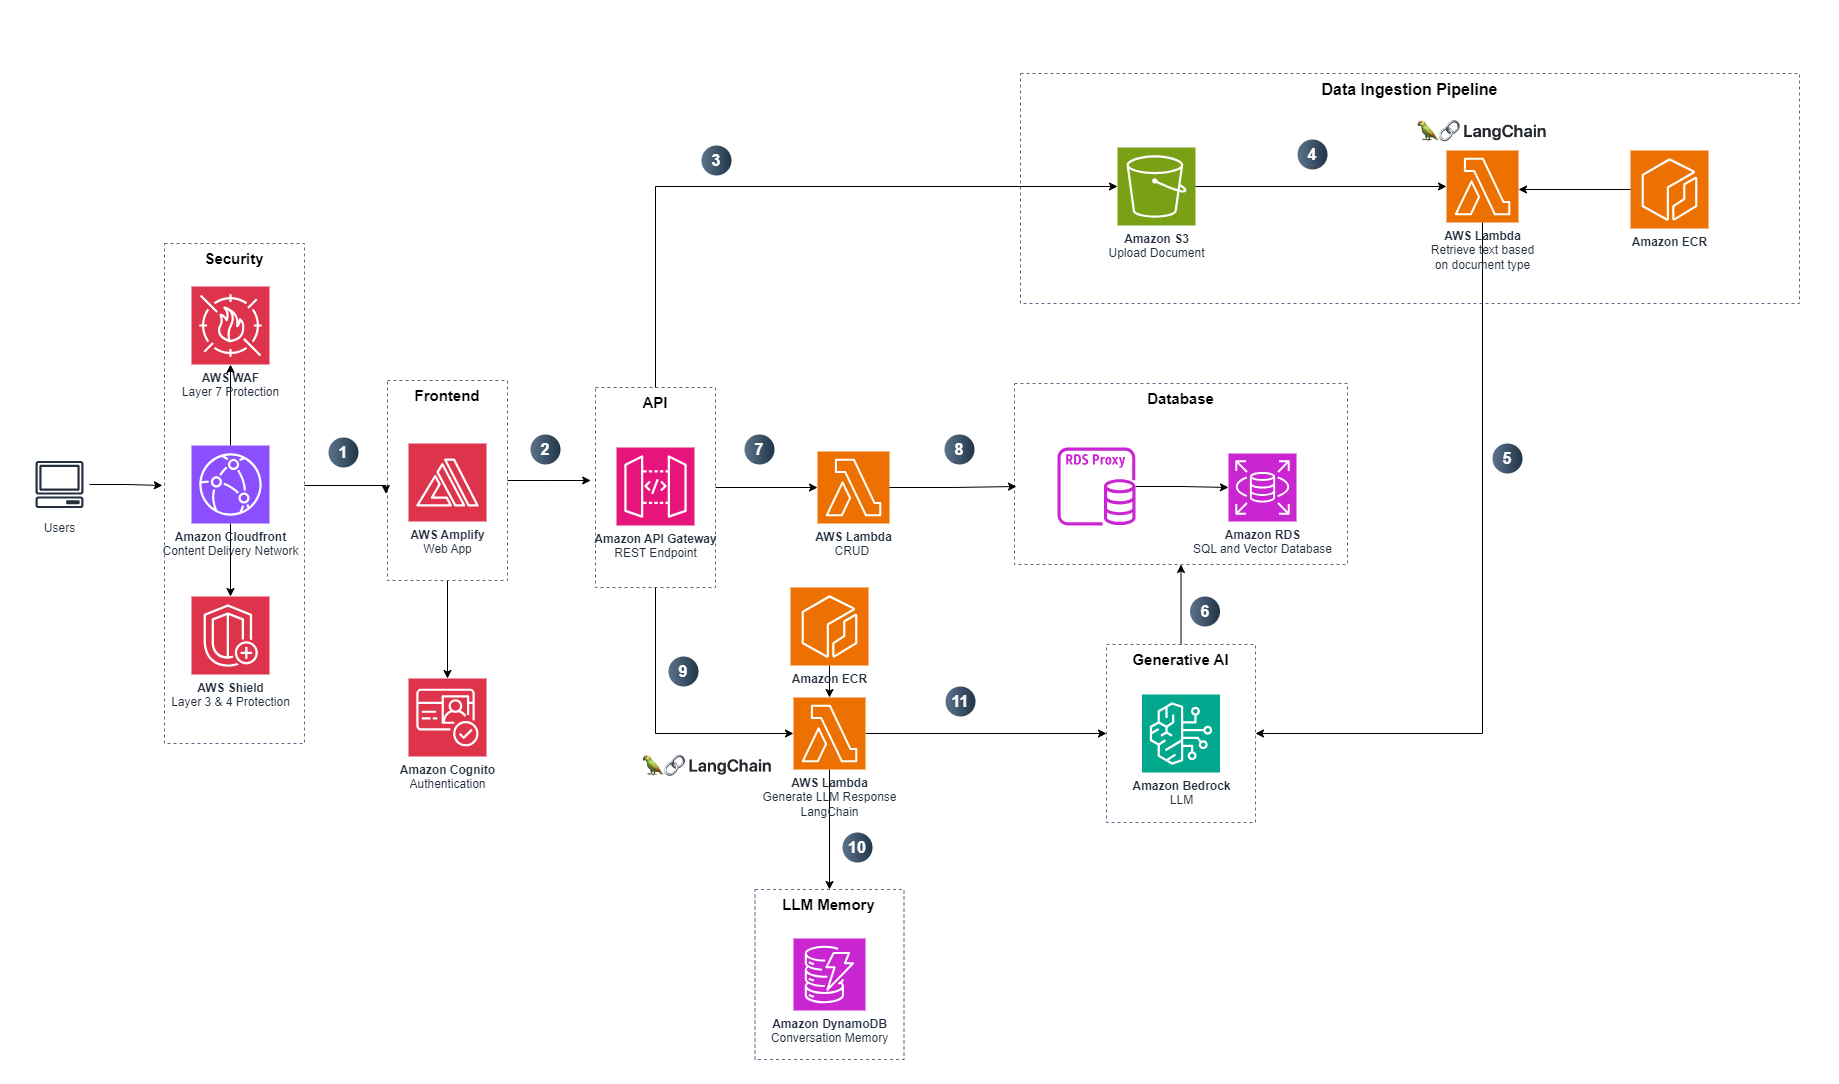 Data Ingestion Pipeline
LangChain
3
4
Amazon S3
Upload Document
AWS Lambda
Retrieve text based
on document type
Amazon ECR
Security
AWS WAF
Layer 7 Protection
Users
Amazon Cloudfront
Content Delivery Network
AWS Shield
Layer 3 & 4 Protection
1
Frontend
AWS Amplify
Web App
Amazon Cognito
Authentication
2
API
Amazon API Gateway
REST Endpoint
7
AWS Lambda
CRUD
8
Database
RDS Proxy
Amazon RDS
SQL and Vector Database
5
6
Amazon ECR
9
LangChain
AWS Lambda
Generate LLM Response
LangChain
11
Generative AI
Amazon Bedrock
LLM
10
LLM Memory
Amazon DynamoDB
Conversation Memory